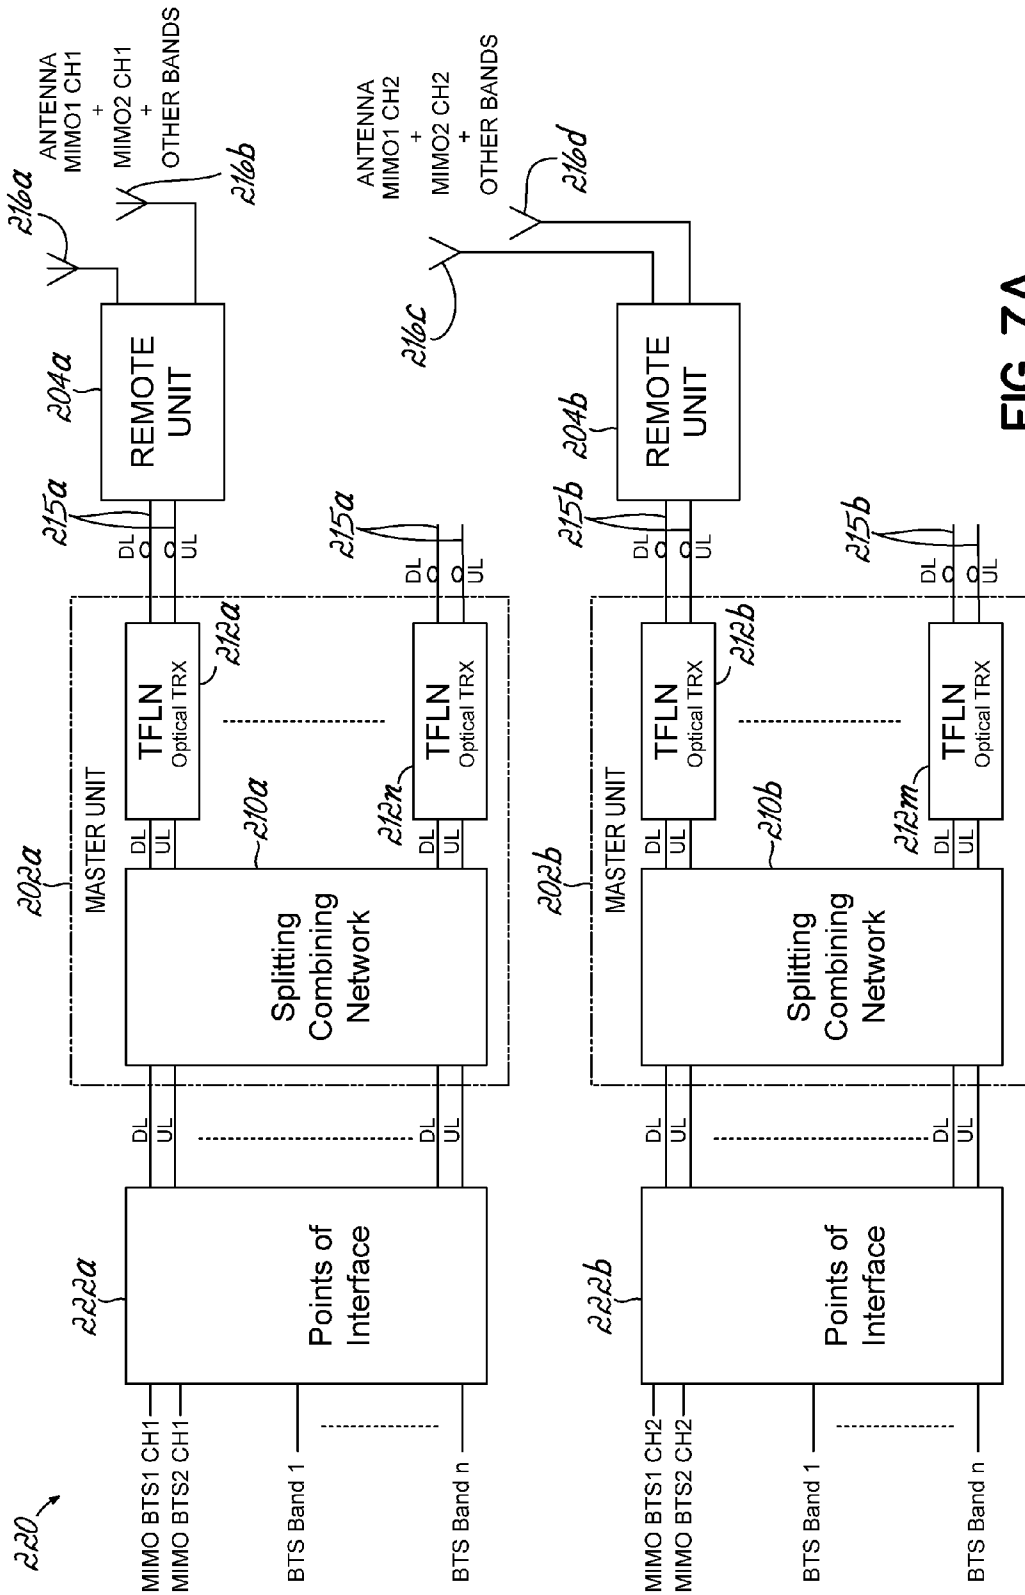 220
MIMO BTS1 CH1
MIMO BTS2 CH1
BTS Band 1
BTS Band n
222a
Points of
Interface
DL
UL
DL
UL
202a
MASTER UNIT
Splitting
Combining
Network
210a
DL
UL
DL
UL
TFLN
Optical TRX
212a
TFLN
Optical TRX
212n
DL
UL
215a
DL
UL
215a
204a
REMOTE
UNIT
216a
216b
ANTENNA
MIMO1 CH1
+
MIMO2 CH1
+
OTHER BANDS
MIMO BTS1 CH2
MIMO BTS2 CH2
BTS Band 1
BTS Band n
222b
Points of
Interface
DL
UL
DL
UL
202b
MASTER UNIT
Splitting
Combining
Network
210b
DL
UL
DL
UL
TFLN
Optical TRX
212b
TFLN
Optical TRX
212m
DL
UL
215b
DL
UL
215b
204b
REMOTE
UNIT
216c
216d
ANTENNA
MIMO1 CH2
+
MIMO2 CH2
+
OTHER BANDS
FIG. 7A